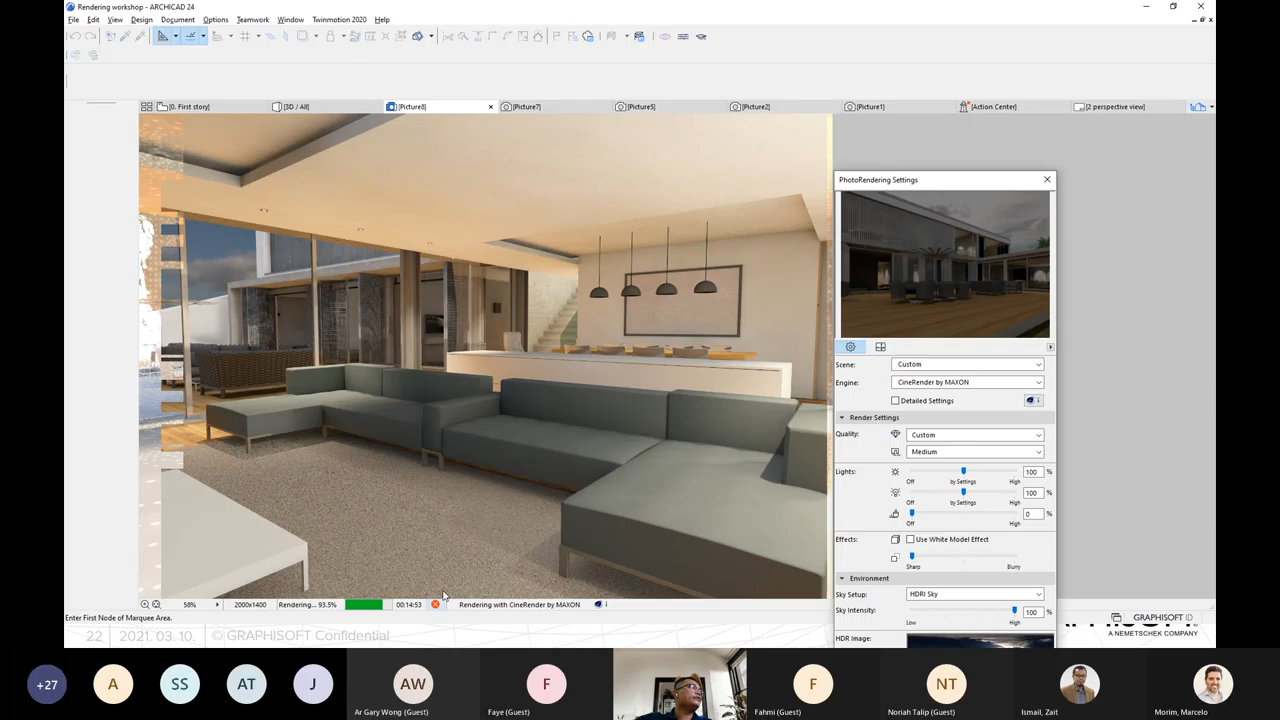 Rendering workshop - ARCHICAD 24
File Edit View Design Document Options Teamwork Window Twinmotion 2020 Help
[0. First story] [3D / All] [Picture8] [Picture7] [Picture5] [Picture2] [Picture1] [Action Center] [2 perspective view]
PhotoRendering Settings
Scene: Custom
Engine: CineRender by MAXON
Detailed Settings
Render Settings
Quality: Custom
Medium
Lights: 100 %
Off by Settings High
100 %
Off by Settings High
0 %
Off High
Effects: Use White Model Effect
Sharp Blurry
Environment
Sky Setup: HDRI Sky
Sky Intensity: 100 %
Low High
HDR Image:
58% 2000x1400 Rendering... 93.5% 00:14:53 Rendering with CineRender by MAXON
Enter First Node of Marquee Area.
GRAPHISOFT ID
22 2021. 03. 10. © GRAPHISOFT Confidential
A NEMETSCHEK COMPANY
+27 A SS AT J AW F F NT
Ar Gary Wong (Guest) Faye (Guest) Fahmi (Guest) Noriah Talip (Guest) Ismail, Zait Morim, Marcelo